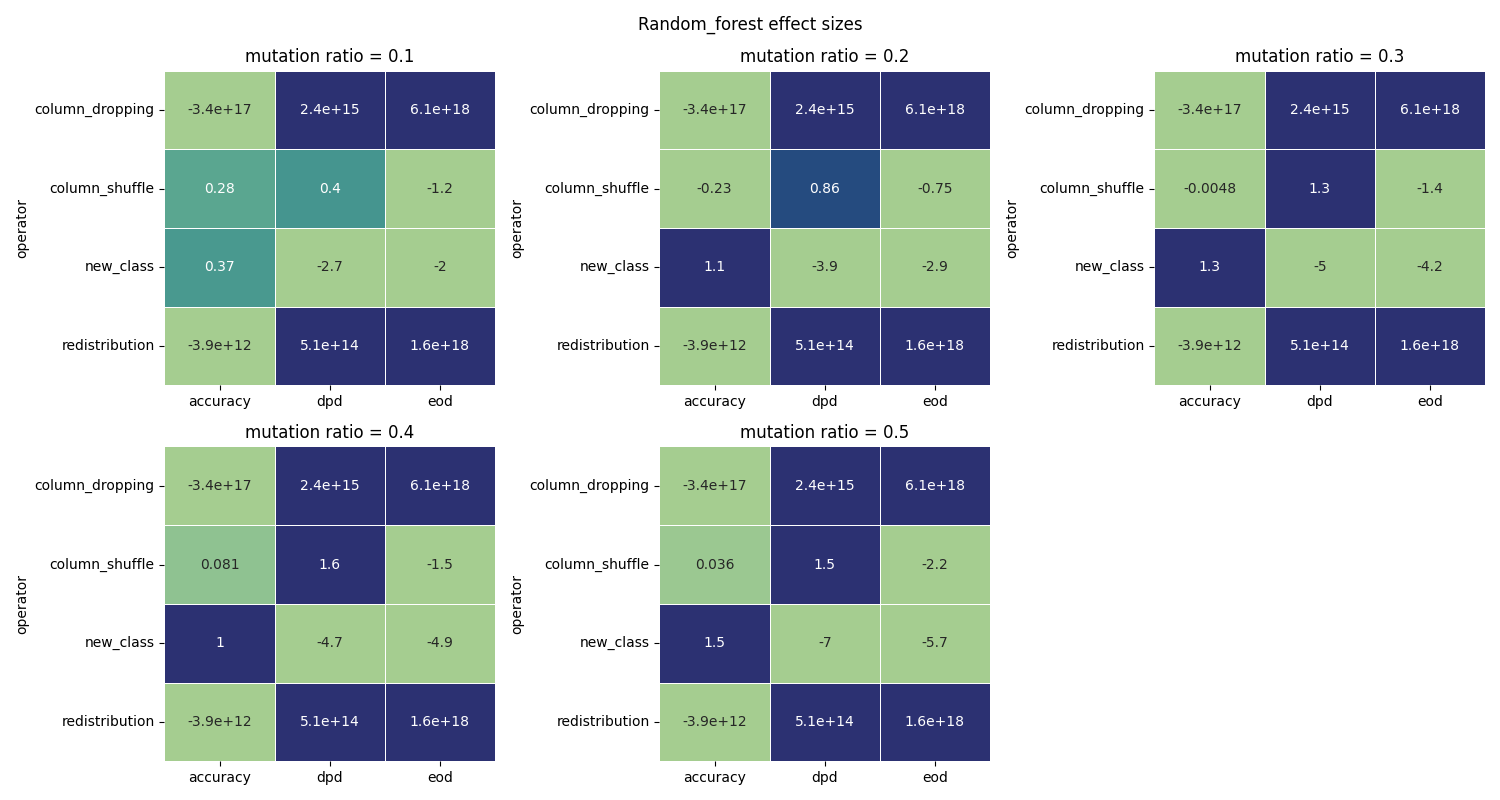 Random_forest effect sizes
mutation ratio = 0.1
column_dropping -3.4e+17 2.4e+15 6.1e+18
column_shuffle 0.28 0.4 -1.2
operator
new_class 0.37 -2.7 -2
redistribution -3.9e+12 5.1e+14 1.6e+18
accuracy dpd eod
mutation ratio = 0.2
column_dropping -3.4e+17 2.4e+15 6.1e+18
column_shuffle -0.23 0.86 -0.75
operator
new_class 1.1 -3.9 -2.9
redistribution -3.9e+12 5.1e+14 1.6e+18
accuracy dpd eod
mutation ratio = 0.3
column_dropping -3.4e+17 2.4e+15 6.1e+18
column_shuffle -0.0048 1.3 -1.4
operator
new_class 1.3 -5 -4.2
redistribution -3.9e+12 5.1e+14 1.6e+18
accuracy dpd eod
mutation ratio = 0.4
column_dropping -3.4e+17 2.4e+15 6.1e+18
column_shuffle 0.081 1.6 -1.5
operator
new_class 1 -4.7 -4.9
redistribution -3.9e+12 5.1e+14 1.6e+18
accuracy dpd eod
mutation ratio = 0.5
column_dropping -3.4e+17 2.4e+15 6.1e+18
column_shuffle 0.036 1.5 -2.2
operator
new_class 1.5 -7 -5.7
redistribution -3.9e+12 5.1e+14 1.6e+18
accuracy dpd eod